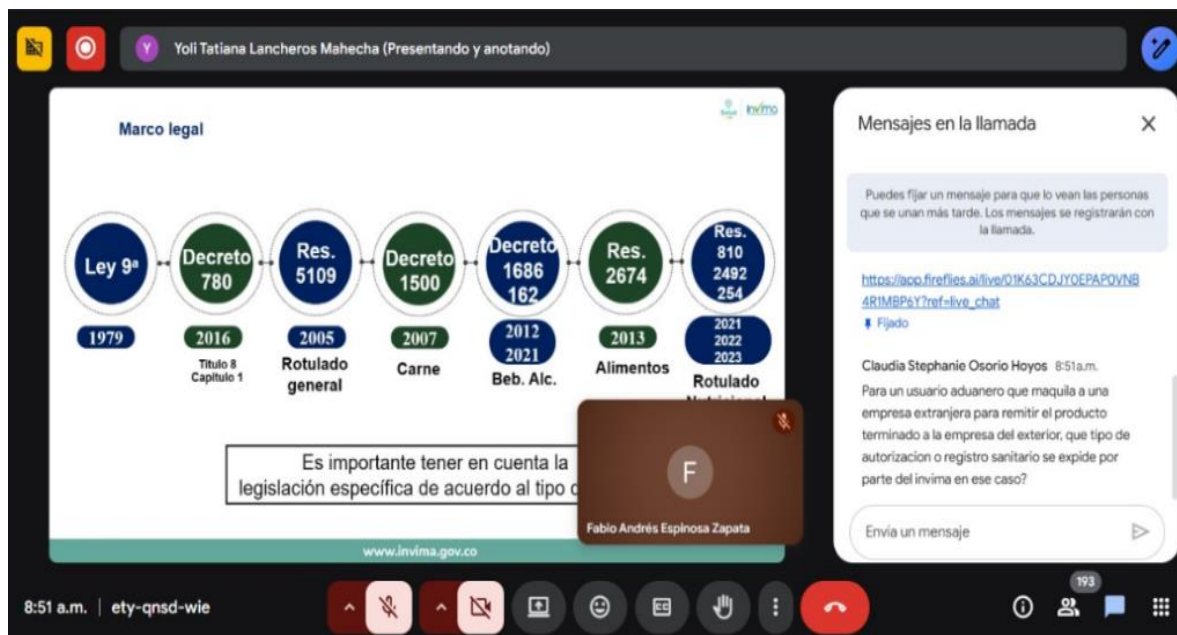 Y Yoli Tatiana Lancheros Mahecha (Presentando y anotando)
Marco legal
invima
Ley 9ª
Decreto
780
Res.
5109
Decreto
1500
Decreto
1686
162
Res.
2674
Res.
810
2492
254
1979
2016
Titulo 8
Capitulo 1
2005
Rotulado
general
2007
Carne
2012
2021
Beb. Alc.
2013
Alimentos
2021
2022
2023
Rotulado
Es importante tener en cuenta la
legislación específica de acuerdo al tipo
www.invima.gov.co
F
Fabio Andrés Espinosa Zapata
Mensajes en la llamada
Puedes fijar un mensaje para que lo vean las personas
que se unan más tarde. Los mensajes se registrarán con
la llamada.
https://app.fireflies.ai/live/01K63CDJY0EPAP0VNB
4R1MBP6Y?ref=live_chat
Fijado
Claudia Stephanie Osorio Hoyos 8:51a.m.
Para un usuario aduanero que maquila a una
empresa extranjera para remitir el producto
terminado a la empresa del exterior, que tipo de
autorizacion o registro sanitario se expide por
parte del invima en ese caso?
Envía un mensaje
8:51 a.m. | ety-qnsd-wie
CC
193